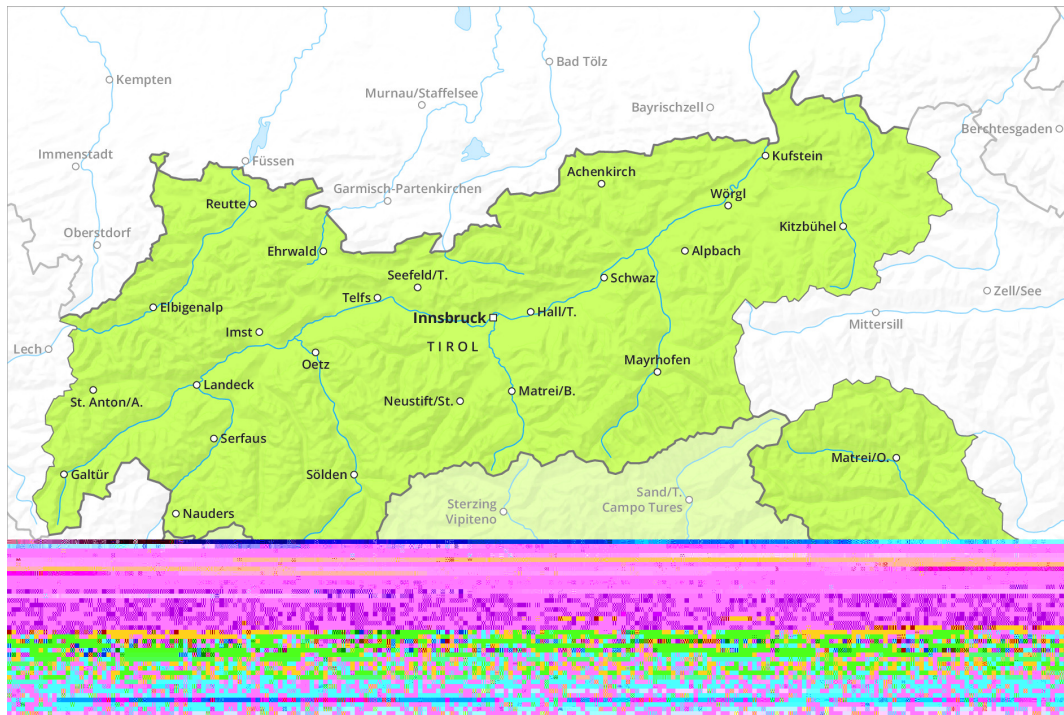 Kempten
Bad Tölz
Murnau/Staffelsee
Bayrischzell
Berchtesgaden
Immenstadt
Füssen
Kufstein
Achenkirch
Garmisch-Partenkirchen
Wörgl
Reutte
Kitzbühel
Oberstdorf
Ehrwald
Alpbach
Seefeld/T.
Schwaz
Telfs
Zell/See
Elbigenalp
Innsbruck
Hall/T.
Mittersill
Imst
TIROL
Lech
Oetz
Mayrhofen
Landeck
Matrei/B.
St. Anton/A.
Neustift/St.
Serfaus
Matrei/O.
Galtür
Sölden
Sand/T.
Campo Tures
Sterzing
Vipiteno
Nauders